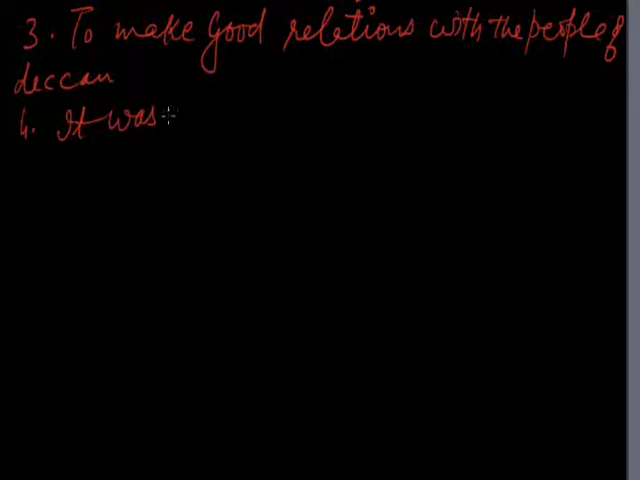 3. To make Good relations with the people of
deccan
4. It was